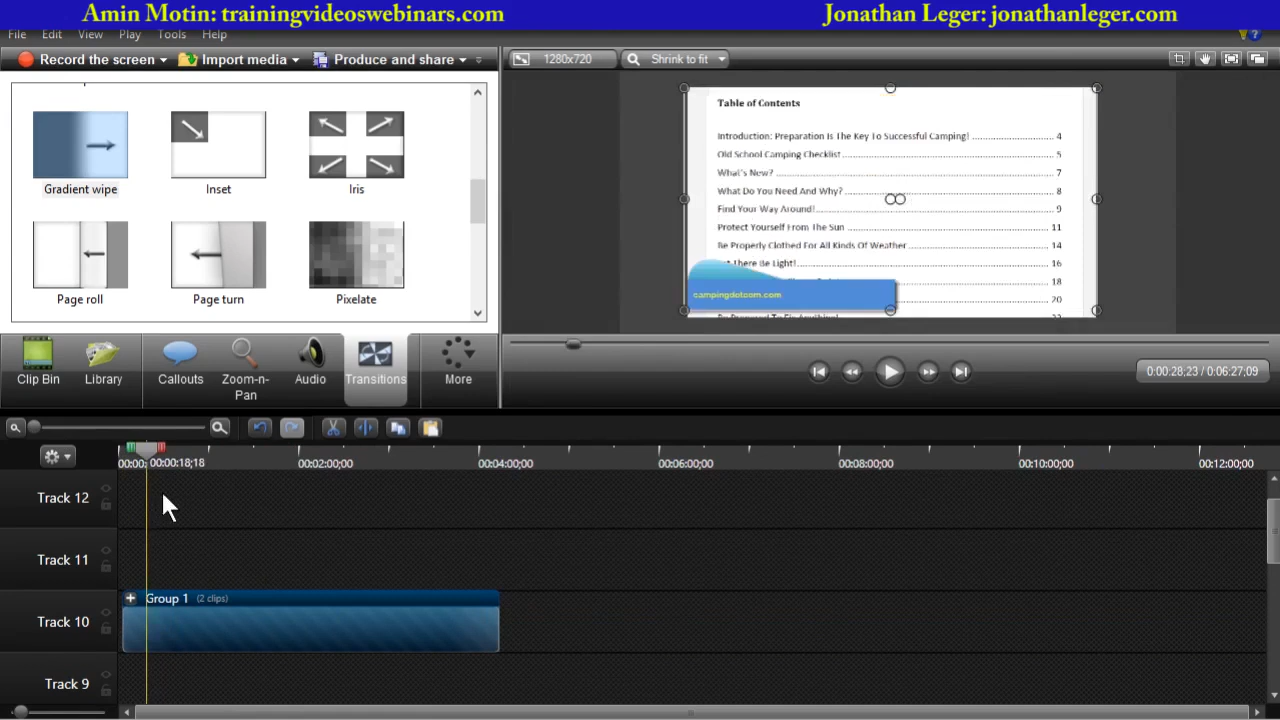 Amin Motin: trainingvideoswebinars.com
Jonathan Leger: jonathanleger.com
File Edit View Play Tools Help
Record the screen Import media Produce and share
1280x720 Shrink to fit
Gradient wipe Inset Iris
Page roll Page turn Pixelate
Table of Contents
Introduction: Preparation Is The Key To Successful Camping! 4
Old School Camping Checklist 5
What's New? 7
What Do You Need And Why? 8
Find Your Way Around! 9
Protect Yourself From The Sun 11
Be Properly Clothed For All Kinds Of Weather 14
There Be Light! 16
18
campingdotcom.com
20
Clip Bin Library Callouts Zoom-n-Pan Audio Transitions More
0:00:28;23 / 0:06:27;09
00:00: 00:00:18;18 00:02:00;00 00:04:00;00 00:06:00;00 00:08:00;00 00:10:00;00 00:12:00;00
Track 12
Track 11
Group 1 (2 clips)
Track 10
Track 9